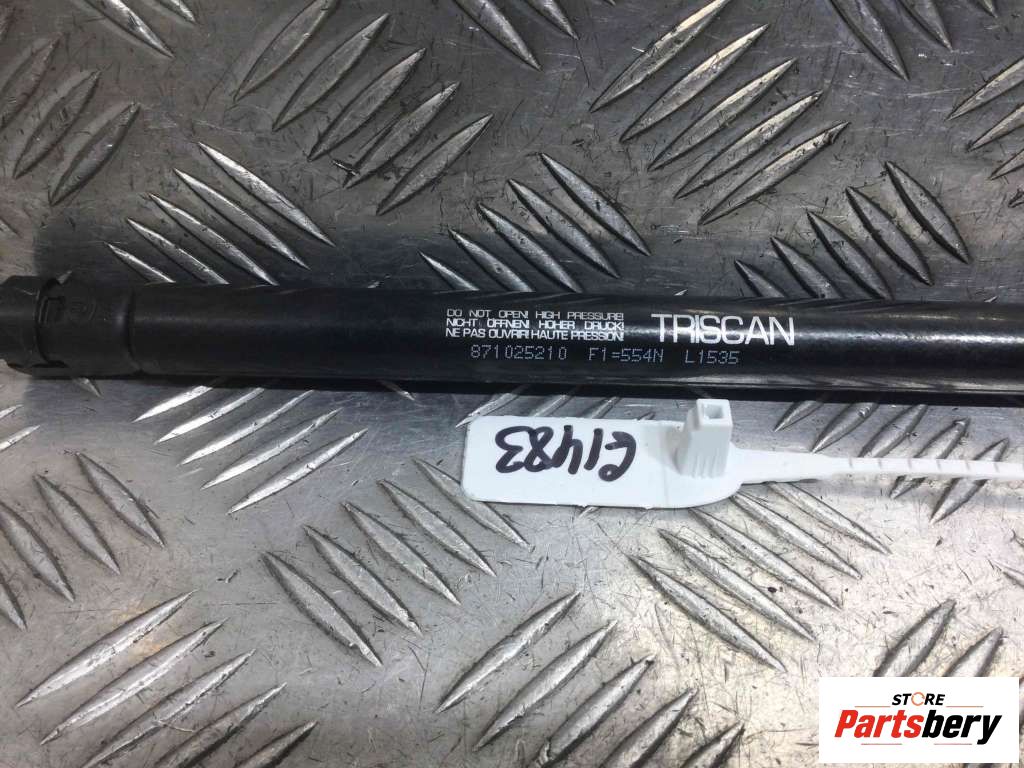 DO NOT OPEN! HIGH PRESSURE!
NICHT ÖFFNEN! HOHER DRUCK!
NE PAS OUVRIR! HAUTE PRESSION!
TRISCAN
871025210 F1=554N L1535
C1483
STORE
Partsbery